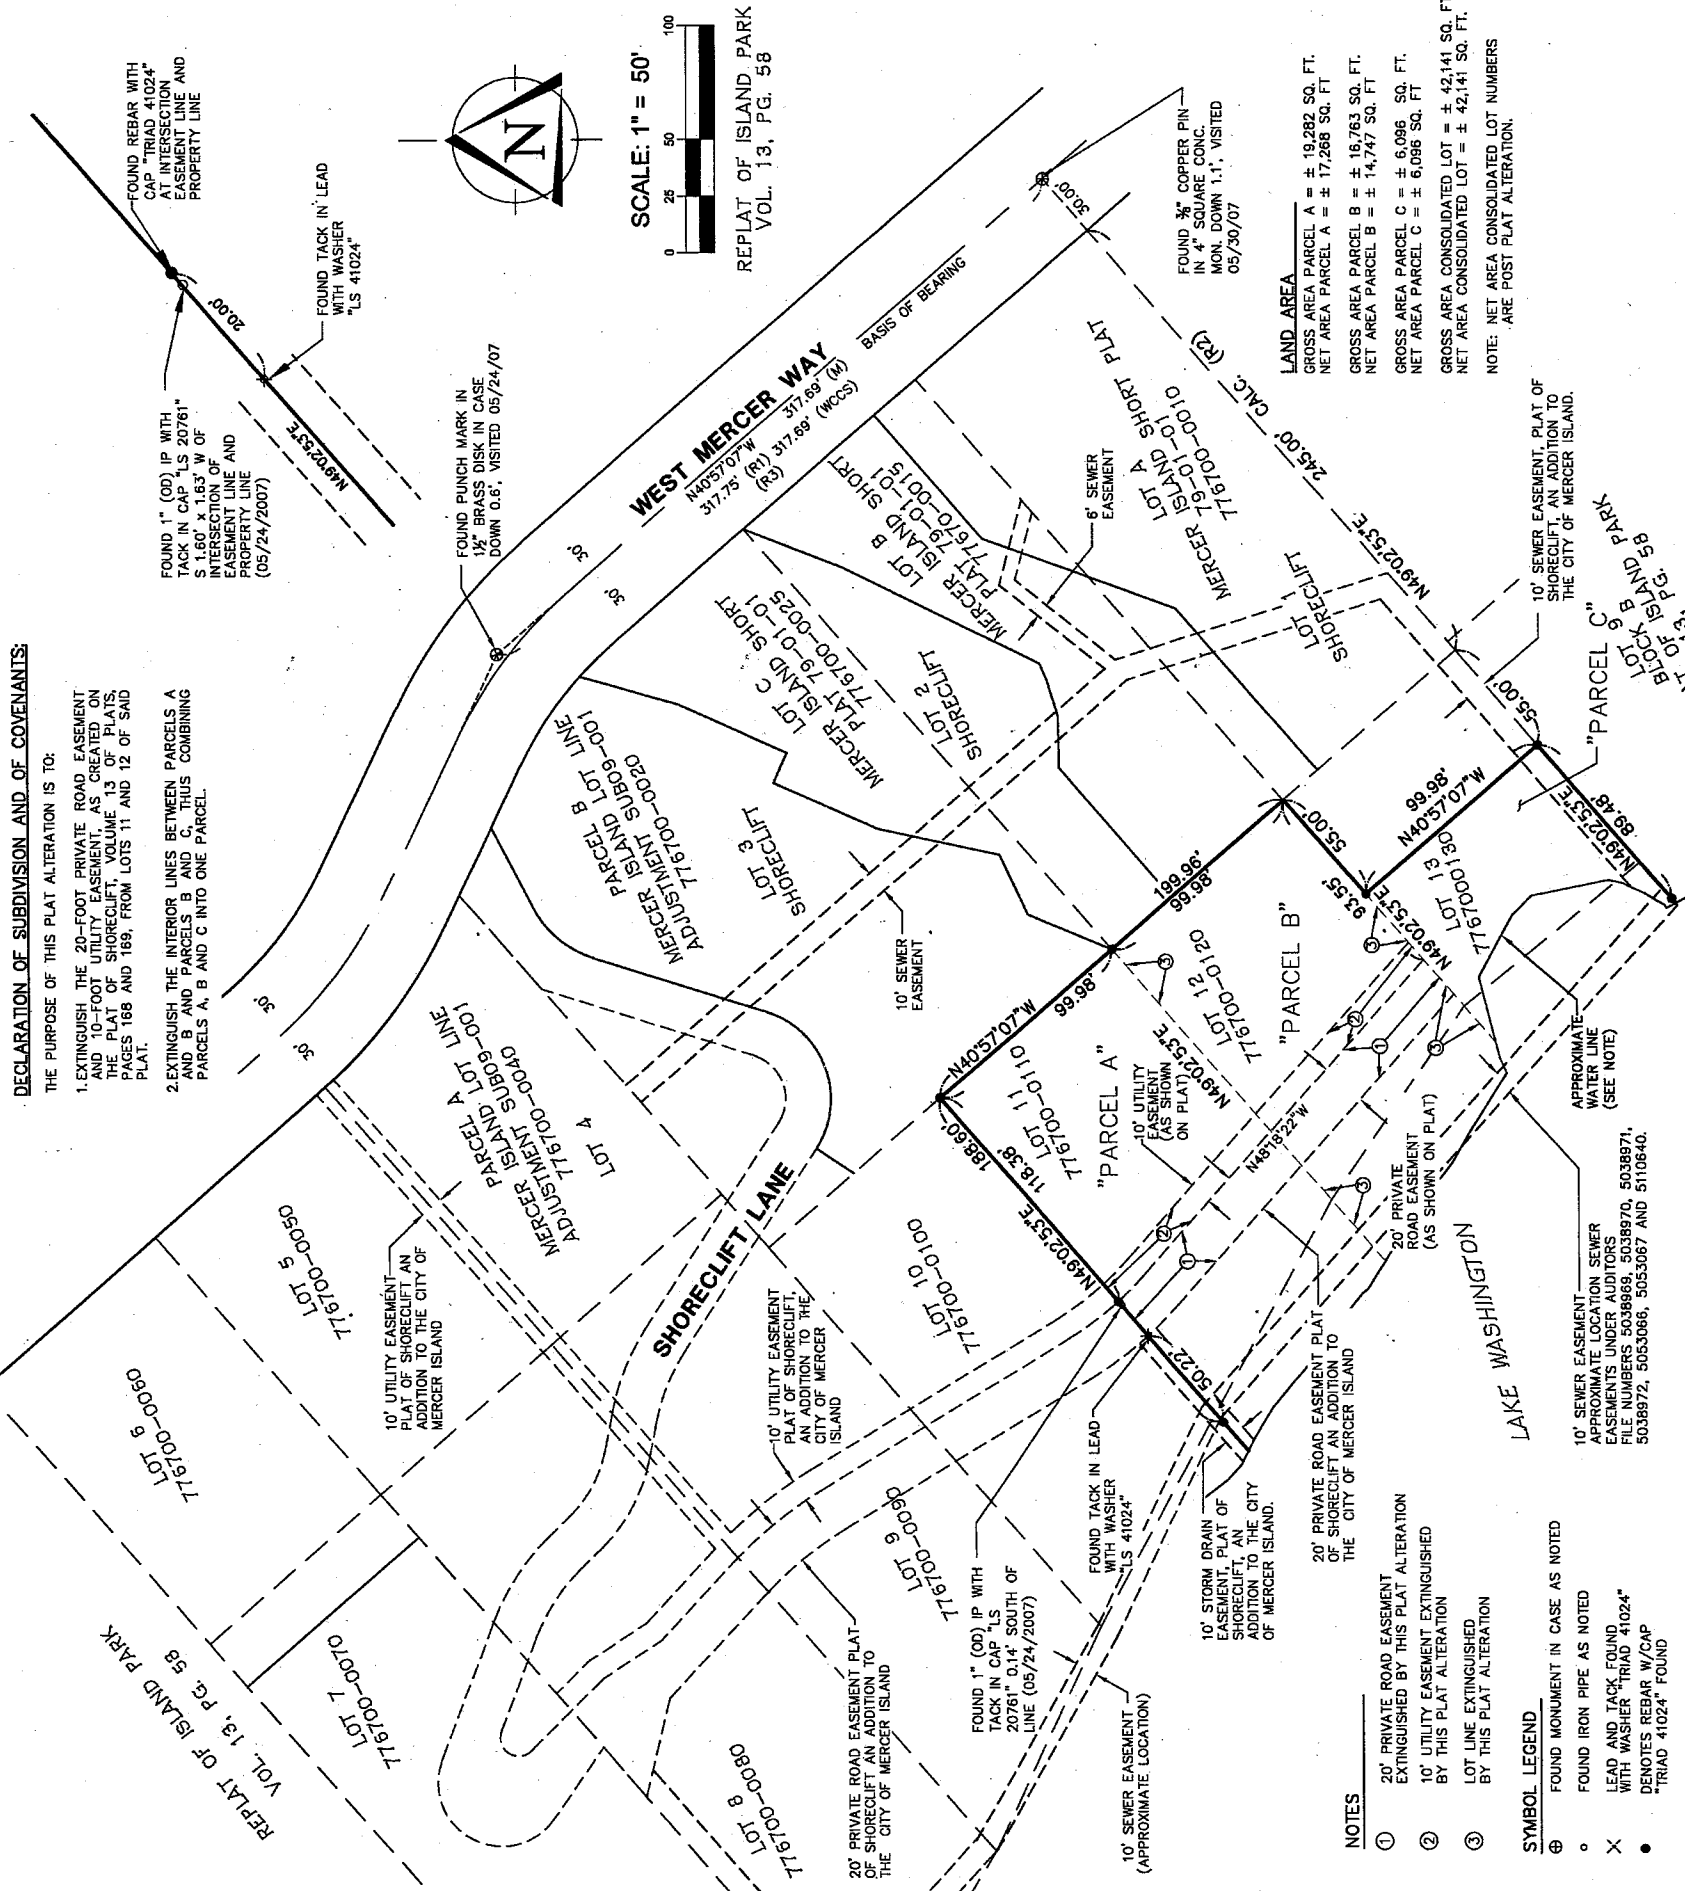 DECLARATION OF SUBDIVISION AND OF COVENANTS:
THE PURPOSE OF THIS PLAT ALTERATION IS TO:
1.EXTINGUISH THE 20-FOOT PRIVATE ROAD EASEMENT
AND 10-FOOT UTILITY EASEMENT, AS CREATED ON
THE PLAT OF SHORECLIFT, VOLUME 13 OF PLATS,
PAGES 168 AND 169, FROM LOTS 11 AND 12 OF SAID
PLAT.
2.EXTINGUISH THE INTERIOR LINES BETWEEN PARCELS A
AND B AND PARCELS B AND C, THUS COMBINING
PARCELS A, B AND C INTO ONE PARCEL.
FOUND REBAR WITH
CAP "TRIAD 41024"
AT INTERSECTION
EASEMENT LINE AND
PROPERTY LINE
20.00'
FOUND TACK IN LEAD
WITH WASHER
"LS 41024"
N49°02'53"E
FOUND 1" (OD) IP WITH
TACK IN CAP "LS 20761"
S 1.60' x 1.63' W OF
INTERSECTION OF
EASEMENT LINE AND
PROPERTY LINE
(05/24/2007)
N
SCALE: 1" = 50'
0
25
50
100
REPLAT OF ISLAND PARK
VOL. 13, PG. 58
FOUND PUNCH MARK IN
1½" BRASS DISK IN CASE
DOWN 0.6', VISITED 05/24/07
WEST MERCER WAY
N40°57'07"W 317.69' (M)
317.75' (R1) 317.69' (WCCS)
(R3)
BASIS OF BEARING
30'
30'
30'
30'
30.00'
FOUND ⅜" COPPER PIN
IN 4" SQUARE CONC.
MON. DOWN 1.1', VISITED
05/30/07
LAND AREA
GROSS AREA PARCEL A = ± 19,282 SQ. FT.
NET AREA PARCEL A = ± 17,268 SQ. FT
GROSS AREA PARCEL B = ± 16,763 SQ. FT.
NET AREA PARCEL B = ± 14,747 SQ. FT
GROSS AREA PARCEL C = ± 6,096 SQ. FT.
NET AREA PARCEL C = ± 6,096 SQ. FT
GROSS AREA CONSOLIDATED LOT = ± 42,141 SQ. FT
NET AREA CONSOLIDATED LOT = ± 42,141 SQ. FT.
NOTE: NET AREA CONSOLIDATED LOT NUMBERS
ARE POST PLAT ALTERATION.
LOT A
MERCER ISLAND SHORT PLAT
79-01-01
776700-0010
LOT 1
SHORECLIFT
245.00' CALC. (R2)
N49°02'53"E
6' SEWER
EASEMENT
LOT B
MERCER ISLAND SHORT
PLAT 79-01-01
77670-0015
LOT C
MERCER ISLAND SHORT
PLAT 79-01-01
776700-0025
LOT 2
SHORECLIFT
PARCEL B
MERCER ISLAND LOT LINE
ADJUSTMENT SUB09-001
776700-0020
LOT 3
SHORECLIFT
10' SEWER
EASEMENT
PARCEL A
MERCER ISLAND LOT LINE
ADJUSTMENT SUB09-001
776700-0040
LOT 4
10' UTILITY EASEMENT
PLAT OF SHORECLIFT AN
ADDITION TO THE CITY OF
MERCER ISLAND
LOT 5
776700-0050
LOT 6
776700-0060
REPLAT OF ISLAND PARK
VOL. 13, PG. 58
LOT 7
776700-0070
LOT 8
776700-0080
LOT 9
776700-0090
LOT 10
776700-0100
SHORECLIFT LANE
10' UTILITY EASEMENT
PLAT OF SHORECLIFT,
AN ADDITION TO THE
CITY OF MERCER
ISLAND
20' PRIVATE ROAD EASEMENT PLAT
OF SHORECLIFT AN ADDITION TO
THE CITY OF MERCER ISLAND
FOUND 1" (OD) IP WITH
TACK IN CAP "LS
20761" 0.14' SOUTH OF
LINE (05/24/2007)
FOUND TACK IN LEAD
WITH WASHER
"LS 41024"
10' SEWER EASEMENT
(APPROXIMATE LOCATION)
10' STORM DRAIN
EASEMENT, PLAT OF
SHORECLIFT, AN
ADDITION TO THE CITY
OF MERCER ISLAND.
20' PRIVATE ROAD EASEMENT PLAT
OF SHORECLIFT AN ADDITION TO
THE CITY OF MERCER ISLAND
188.60'
118.38'
N49°02'53"E
50.22'
N40°57'07"W
99.98'
199.96'
99.98'
LOT 11
776700-0110
"PARCEL A"
10' UTILITY
EASEMENT
(AS SHOWN
ON PLAT)
N49°02'53"E
N48°18'22"W
LOT 12
776700-0120
"PARCEL B"
55.00'
93.55'
N49°02'53"E
LOT 13
7767000130
N40°57'07"W
99.98'
55.00'
N49°02'53"E
89.48'
"PARCEL C"
LOT 9
10' SEWER EASEMENT, PLAT OF
SHORECLIFT, AN ADDITION TO
THE CITY OF MERCER ISLAND.
20' PRIVATE
ROAD EASEMENT
(AS SHOWN ON PLAT)
APPROXIMATE
WATER LINE
(SEE NOTE)
LAKE WASHINGTON
10' SEWER EASEMENT
APPROXIMATE LOCATION SEWER
EASEMENTS UNDER AUDITORS
FILE NUMBERS 5038969, 5038970, 5038971,
5038972, 5053066, 5053067 AND 5110640.
NOTES
1 20' PRIVATE ROAD EASEMENT
EXTINGUISHED BY THIS PLAT ALTERATION
2 10' UTILITY EASEMENT EXTINGUISHED
BY THIS PLAT ALTERATION
3 LOT LINE EXTINGUISHED
BY THIS PLAT ALTERATION
SYMBOL LEGEND
FOUND MONUMENT IN CASE AS NOTED
FOUND IRON PIPE AS NOTED
LEAD AND TACK FOUND
WITH WASHER "TRIAD 41024"
DENOTES REBAR W/CAP
"TRIAD 41024" FOUND